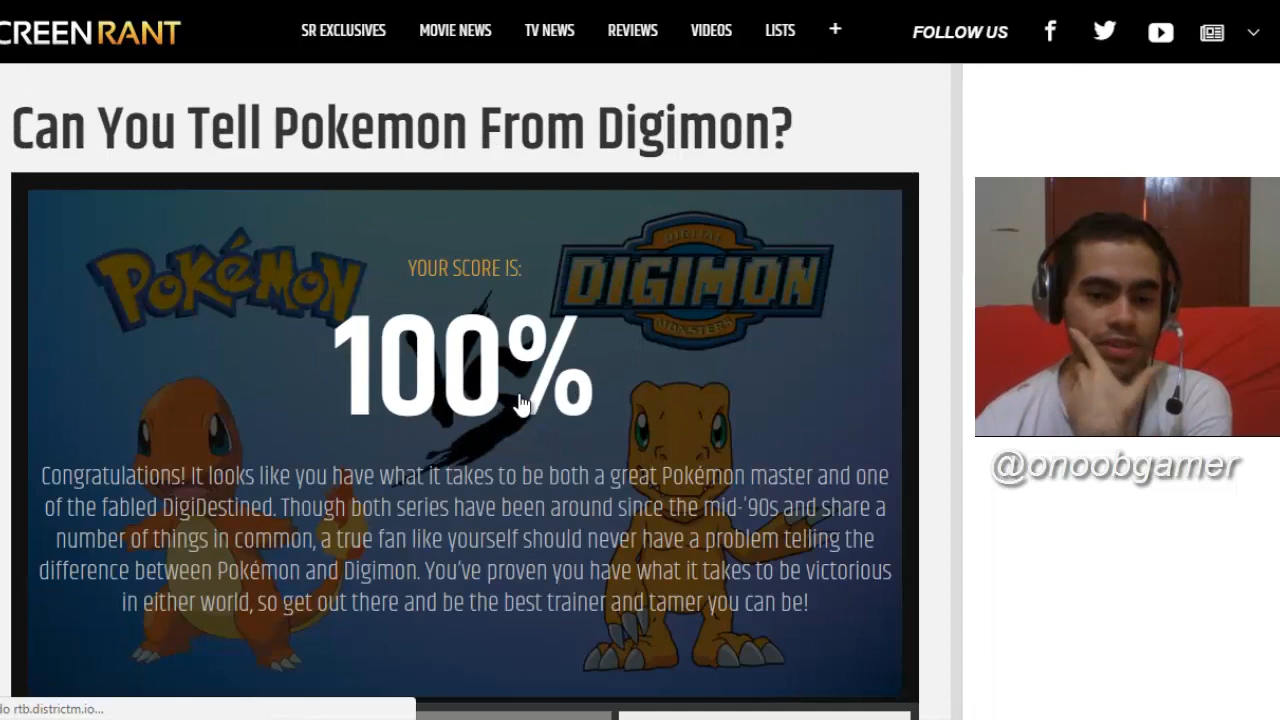 CREENRANT
SR EXCLUSIVES MOVIE NEWS TV NEWS REVIEWS VIDEOS LISTS +
FOLLOW US
Can You Tell Pokemon From Digimon?
POKéMON
DIGITAL
DIGIMON
MONSTERS
VS
YOUR SCORE IS:
100%
Congratulations! It looks like you have what it takes to be both a great Pokémon master and one
of the fabled DigiDestined. Though both series have been around since the mid-'90s and share a
number of things in common, a true fan like yourself should never have a problem telling the
difference between Pokémon and Digimon. You've proven you have what it takes to be victorious
in either world, so get out there and be the best trainer and tamer you can be!
@onoobgamer
do rtb.districtm.io...